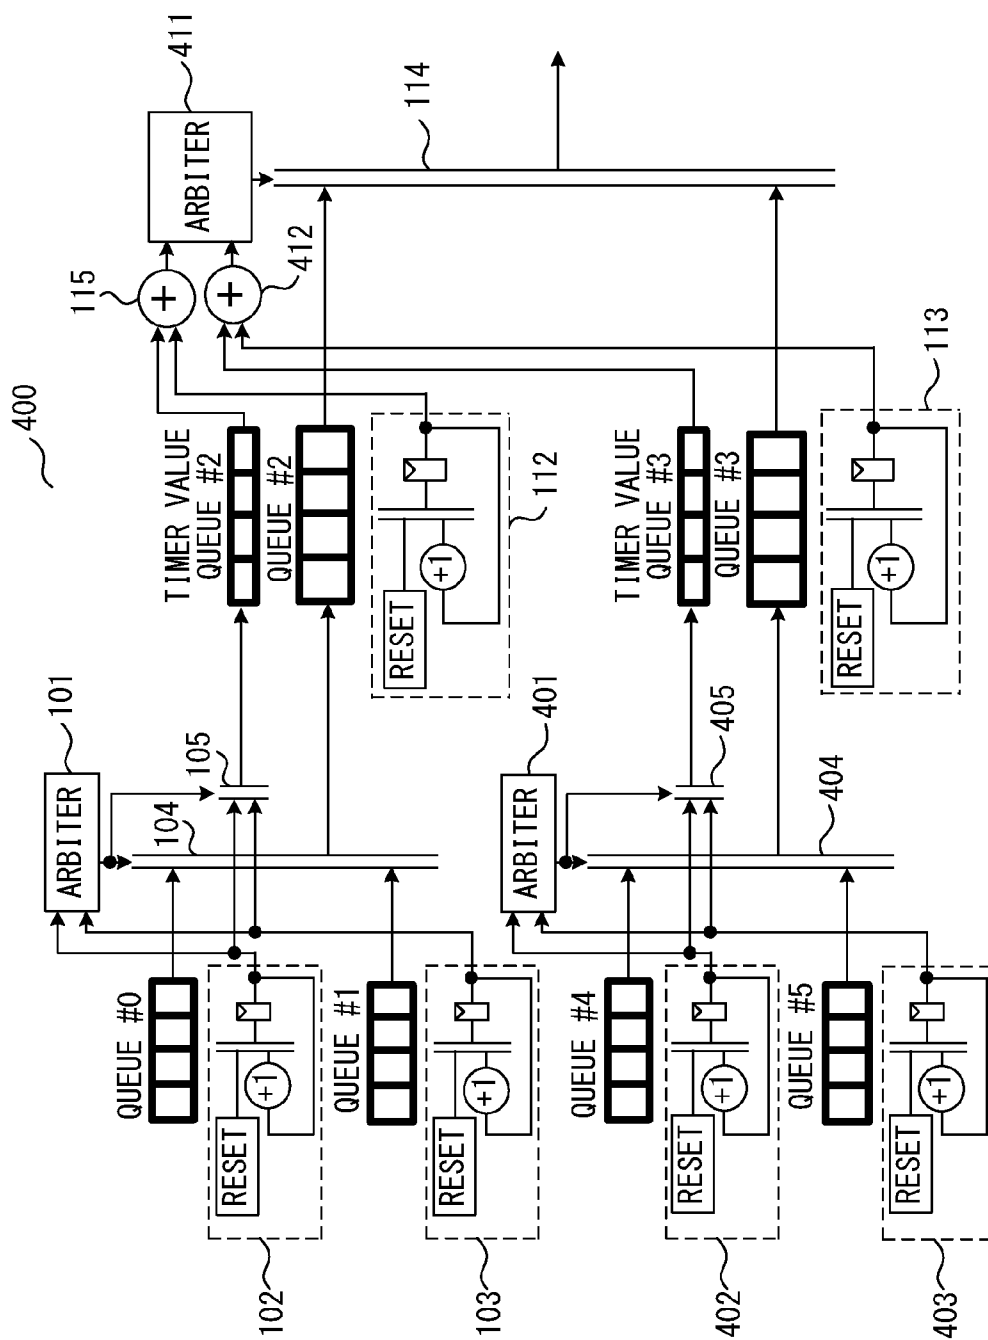 400
101
ARBITER
104
105
QUEUE #0
RESET
+1
102
QUEUE #1
RESET
+1
103
TIMER VALUE
QUEUE #2
QUEUE #2
RESET
+1
112
115
+
+
412
ARBITER
411
114
401
ARBITER
405
404
QUEUE #4
RESET
+1
402
QUEUE #5
RESET
+1
403
TIMER VALUE
QUEUE #3
QUEUE #3
RESET
+1
113